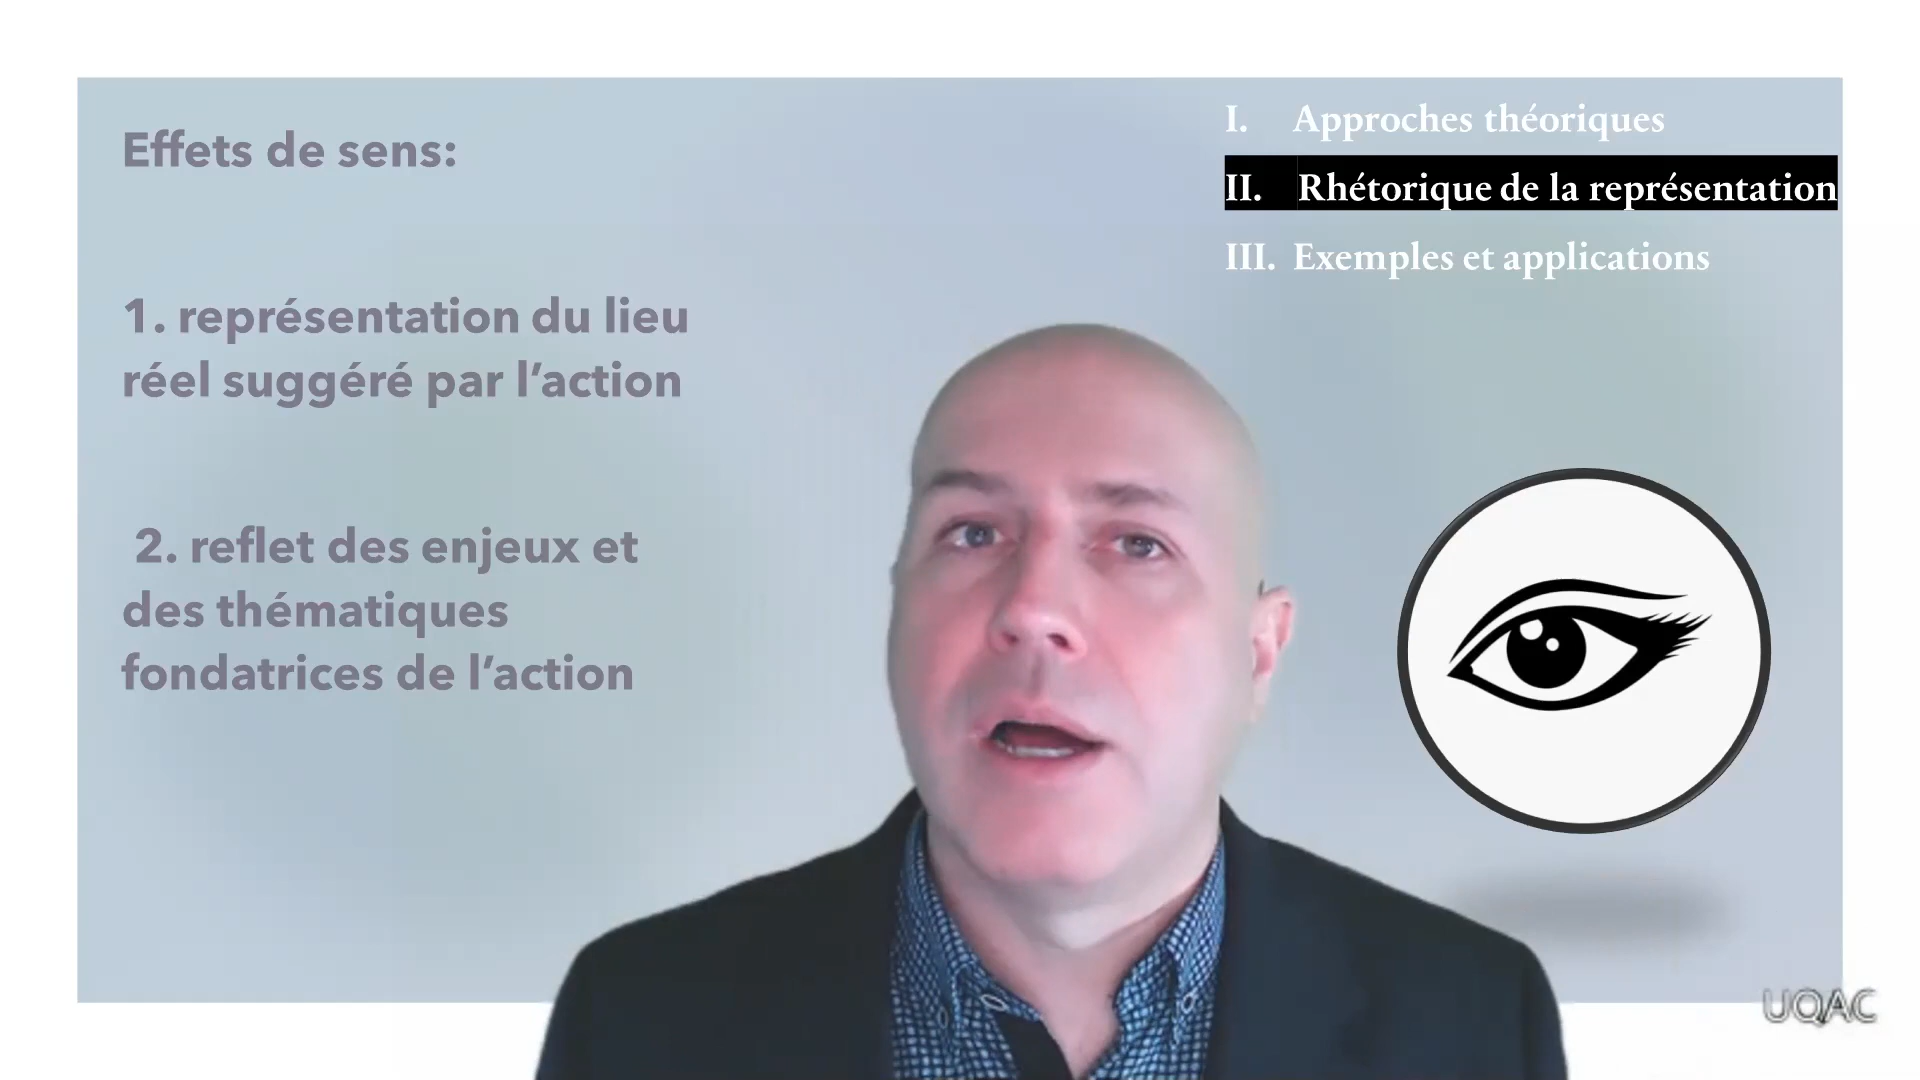 Effets de sens:
1. représentation du lieu
réel suggéré par l’action
2. reflet des enjeux et
des thématiques
fondatrices de l’action
I. Approches théoriques
II. Rhétorique de la représentation
III. Exemples et applications
UQAC